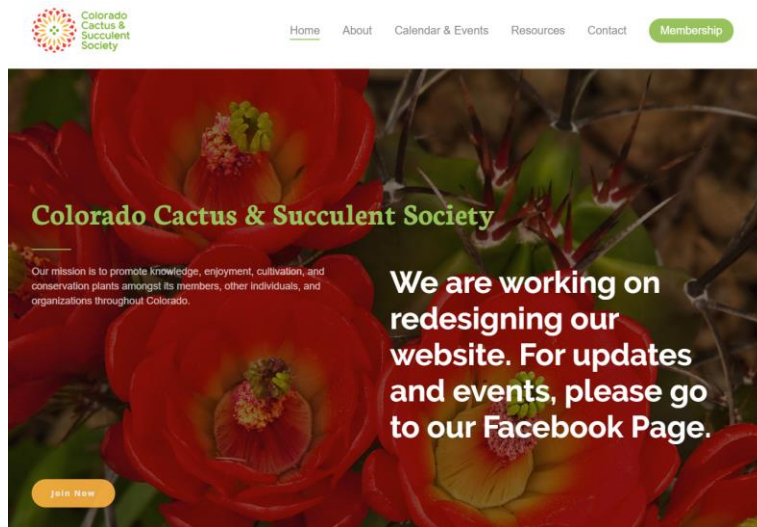 Colorado
Cactus &
Succulent
Society
Home About Calendar & Events Resources Contact Membership
Colorado Cactus & Succulent Society
Our mission is to promote knowledge, enjoyment, cultivation, and
conservation plants amongst its members, other individuals, and
organizations throughout Colorado.
We are working on
redesigning our
website. For updates
and events, please go
to our Facebook Page.
Join Now